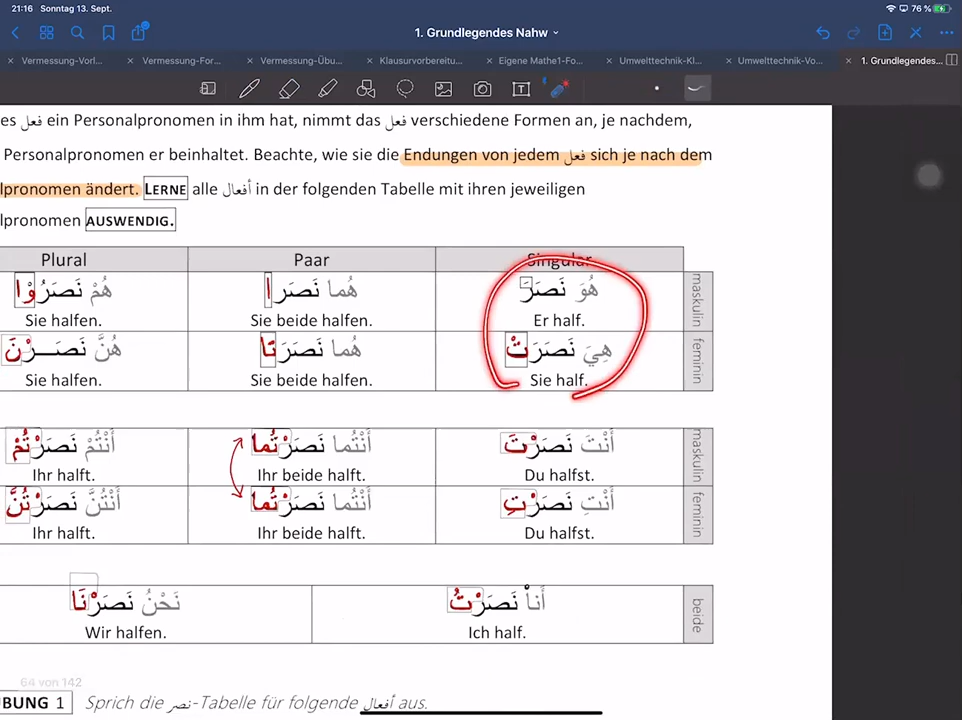 21:16 Sonntag 13. Sept.
76 %
1. Grundlegendes Nahw
Vermessung-Vorl...
Vermessung-For...
Vermessung-Übu...
Klausurvorbereitu...
Eigene Mathe1-Fo...
Umwelttechnik-Kl...
Umwelttechnik-Vo...
1. Grundlegendes...
es فعل ein Personalpronomen in ihm hat, nimmt das فعل verschiedene Formen an, je nachdem,
Personalpronomen er beinhaltet. Beachte, wie sie die Endungen von jedem فعل sich je nach dem
lpronomen ändert. LERNE alle أفعال in der folgenden Tabelle mit ihren jeweiligen
lpronomen AUSWENDIG.
Plural Paar Singular
هُوَ نَصَرَ
هُما نَصَرا
هُمْ نَصَرُوْا
Sie halfen. Sie beide halfen. Er half.
maskulin
هِيَ نَصَرَتْ
هُما نَصَرَتَا
هُنَّ نَصَـــرْنَ
Sie halfen. Sie beide halfen. Sie half.
feminin
أَنْتَ نَصَرْتَ
أَنْتُما نَصَرْتُما
أَنْتُمْ نَصَرْتُمْ
Ihr halft. Ihr beide halft. Du halfst.
maskulin
أَنْتِ نَصَرْتِ
أَنْتُما نَصَرْتُما
أَنْتُنَّ نَصَرْتُنَّ
Ihr halft. Ihr beide halft. Du halfst.
feminin
أَناْ نَصَرْتُ
نَحْنُ نَصَرْنَا
Wir halfen. Ich half.
beide
64 von 142
BUNG 1 Sprich die نصر-Tabelle für folgende أفعال aus.